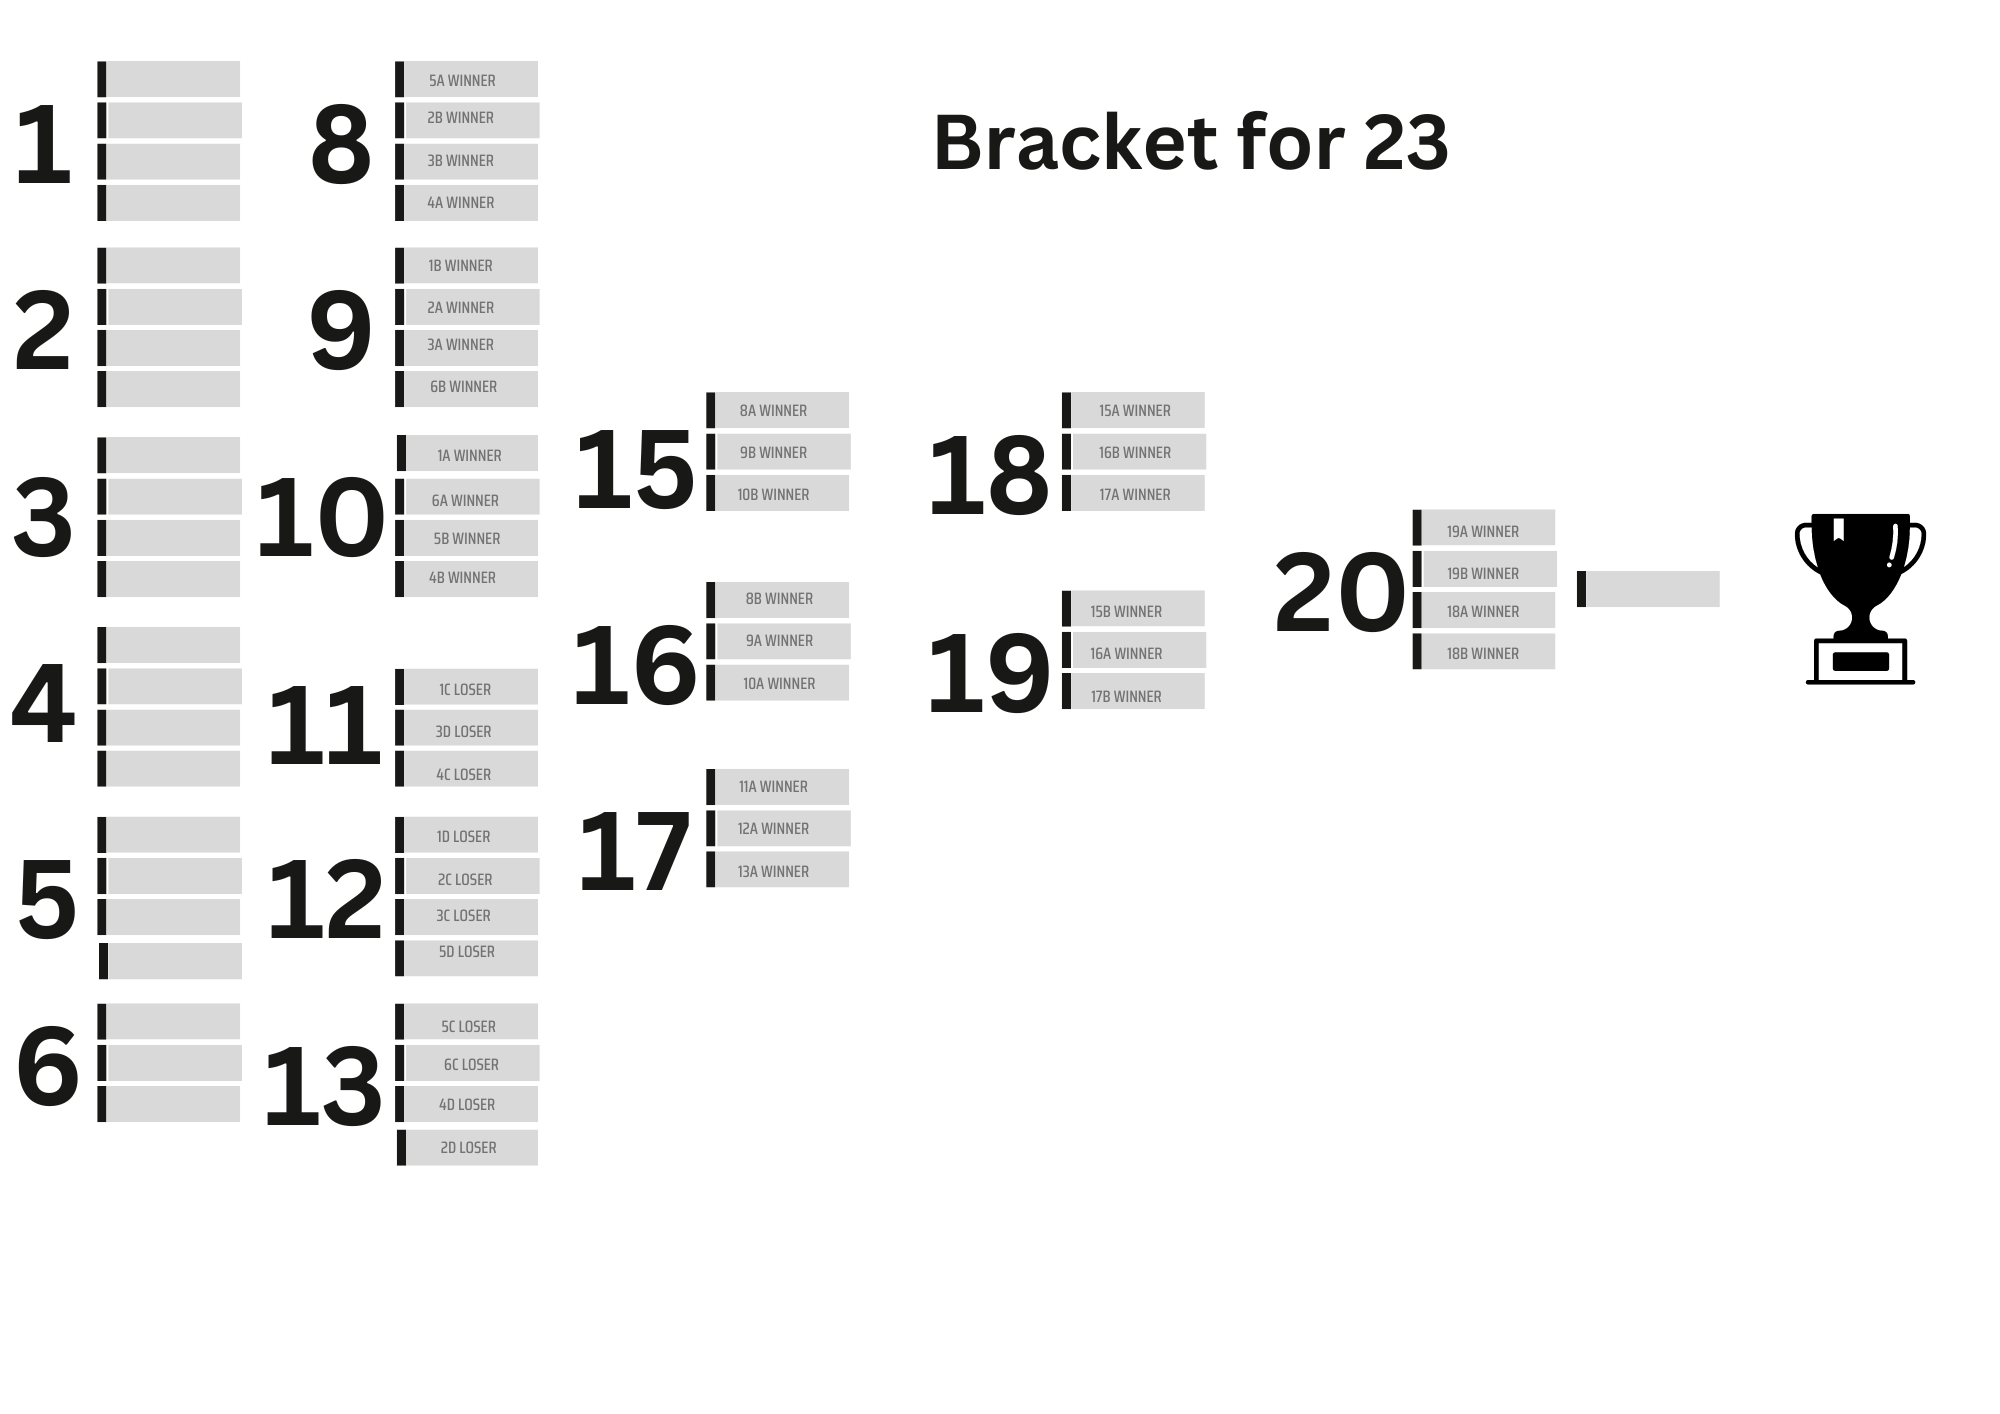 Bracket for 23
1
2
3
4
5
6
8
5A WINNER
2B WINNER
3B WINNER
4A WINNER
9
1B WINNER
2A WINNER
3A WINNER
6B WINNER
10
1A WINNER
6A WINNER
5B WINNER
4B WINNER
11
1C LOSER
3D LOSER
4C LOSER
12
1D LOSER
2C LOSER
3C LOSER
5D LOSER
13
5C LOSER
6C LOSER
4D LOSER
2D LOSER
15
8A WINNER
9B WINNER
10B WINNER
16
8B WINNER
9A WINNER
10A WINNER
17
11A WINNER
12A WINNER
13A WINNER
18
15A WINNER
16B WINNER
17A WINNER
19
15B WINNER
16A WINNER
17B WINNER
20
19A WINNER
19B WINNER
18A WINNER
18B WINNER